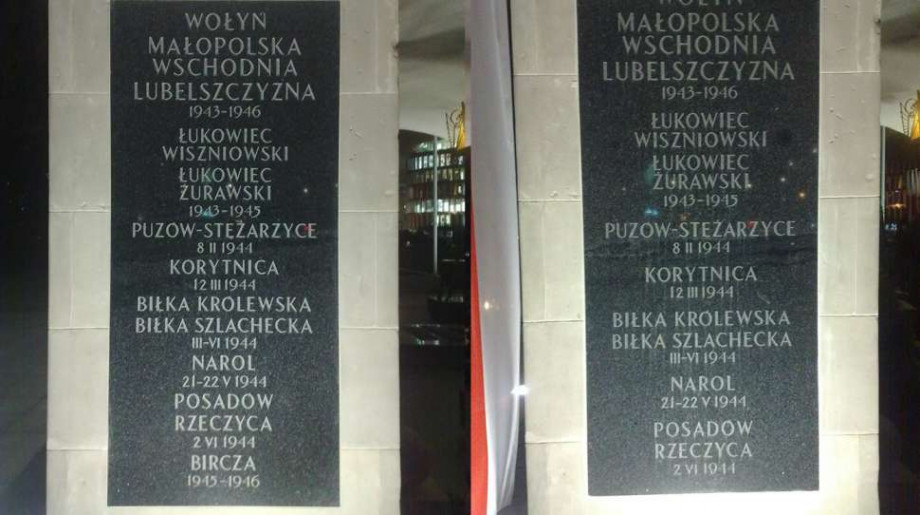 WOŁYŃ
MAŁOPOLSKA
WSCHODNIA
LUBELSZCZYZNA
1943-1946
ŁUKOWIEC
WISZNIOWSKI
ŁUKOWIEC
ŻURAWSKI
1943-1945
PUZÓW-STĘŻARZYCE
8 II 1944
KORYTNICA
12 III 1944
BIŁKA KRÓLEWSKA
BIŁKA SZLACHECKA
III-VI 1944
NAROL
21-22 V 1944
POSADÓW
RZECZYCA
2 VI 1944
BIRCZA
1945-1946
WOŁYŃ
MAŁOPOLSKA
WSCHODNIA
LUBELSZCZYZNA
1943-1946
ŁUKOWIEC
WISZNIOWSKI
ŁUKOWIEC
ŻURAWSKI
1943-1945
PUZÓW-STĘŻARZYCE
8 II 1944
KORYTNICA
12 III 1944
BIŁKA KRÓLEWSKA
BIŁKA SZLACHECKA
III-VI 1944
NAROL
21-22 V 1944
POSADÓW
RZECZYCA
2 VI 1944